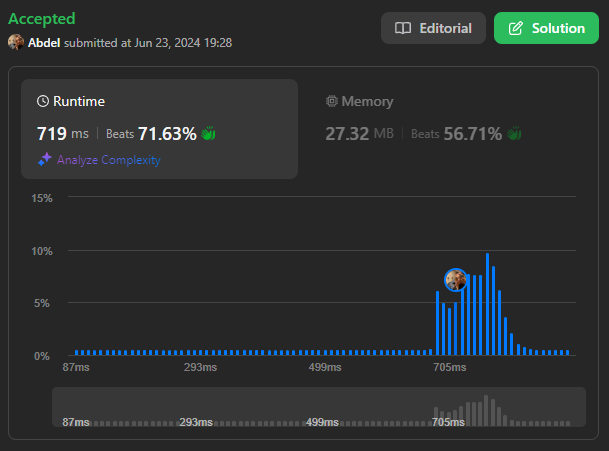 Accepted
Editorial
Solution
Abdel submitted at Jun 23, 2024 19:28
Runtime
Memory
719 ms | Beats 71.63%
27.32 MB | Beats 56.71%
Analyze Complexity
15%
10%
5%
0%
87ms 293ms 499ms 705ms
87ms 293ms 499ms 705ms